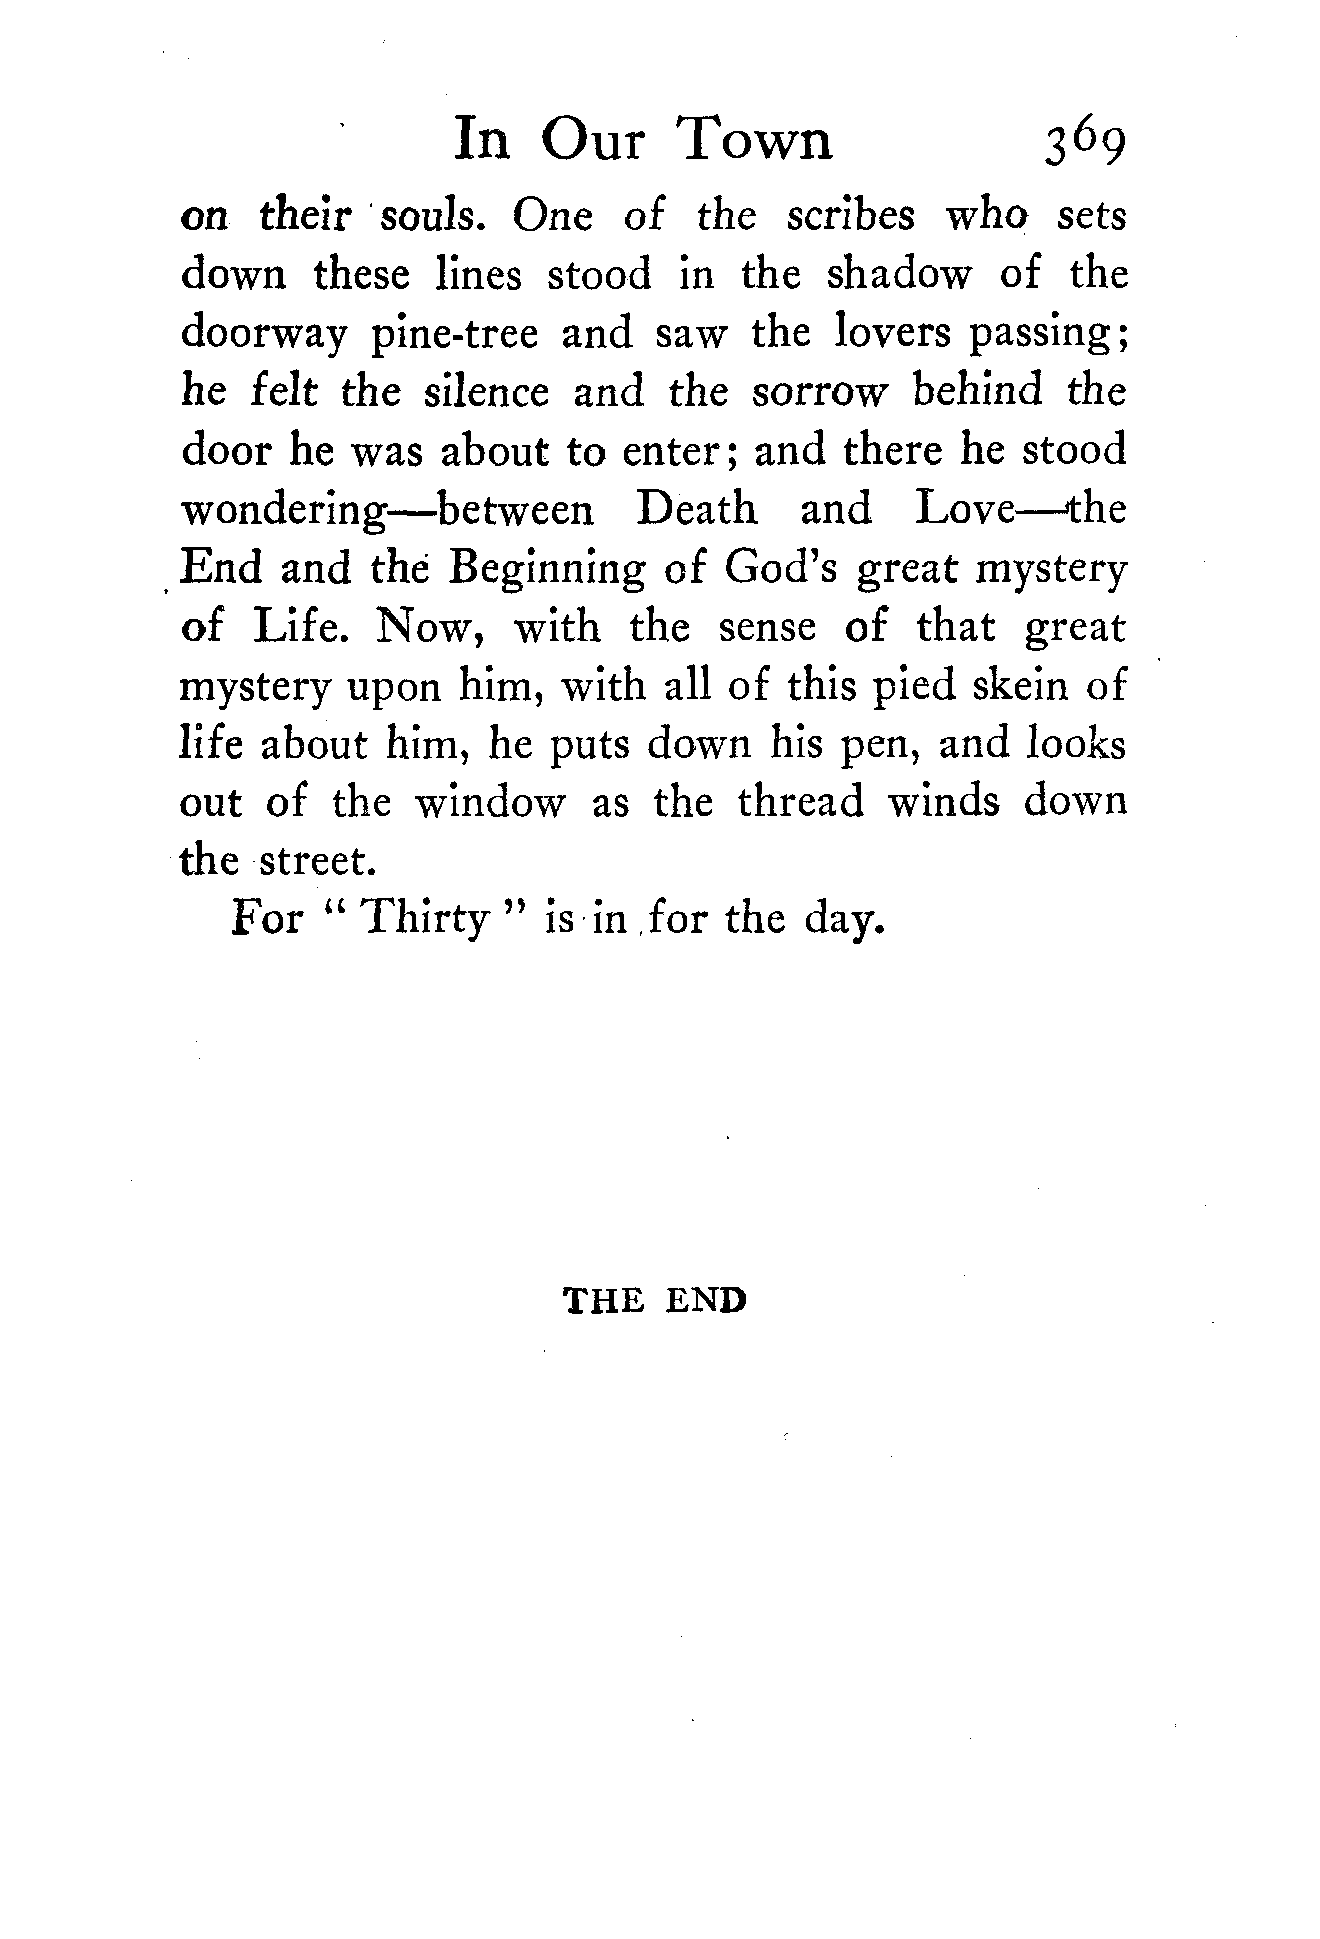 In Our Town 369
on their souls. One of the scribes who sets
down these lines stood in the shadow of the
doorway pine-tree and saw the lovers passing;
he felt the silence and the sorrow behind the
door he was about to enter; and there he stood
wondering—between Death and Love—the
End and the Beginning of God's great mystery
of Life. Now, with the sense of that great
mystery upon him, with all of this pied skein of
life about him, he puts down his pen, and looks
out of the window as the thread winds down
the street.
For “ Thirty ” is in for the day.
THE END